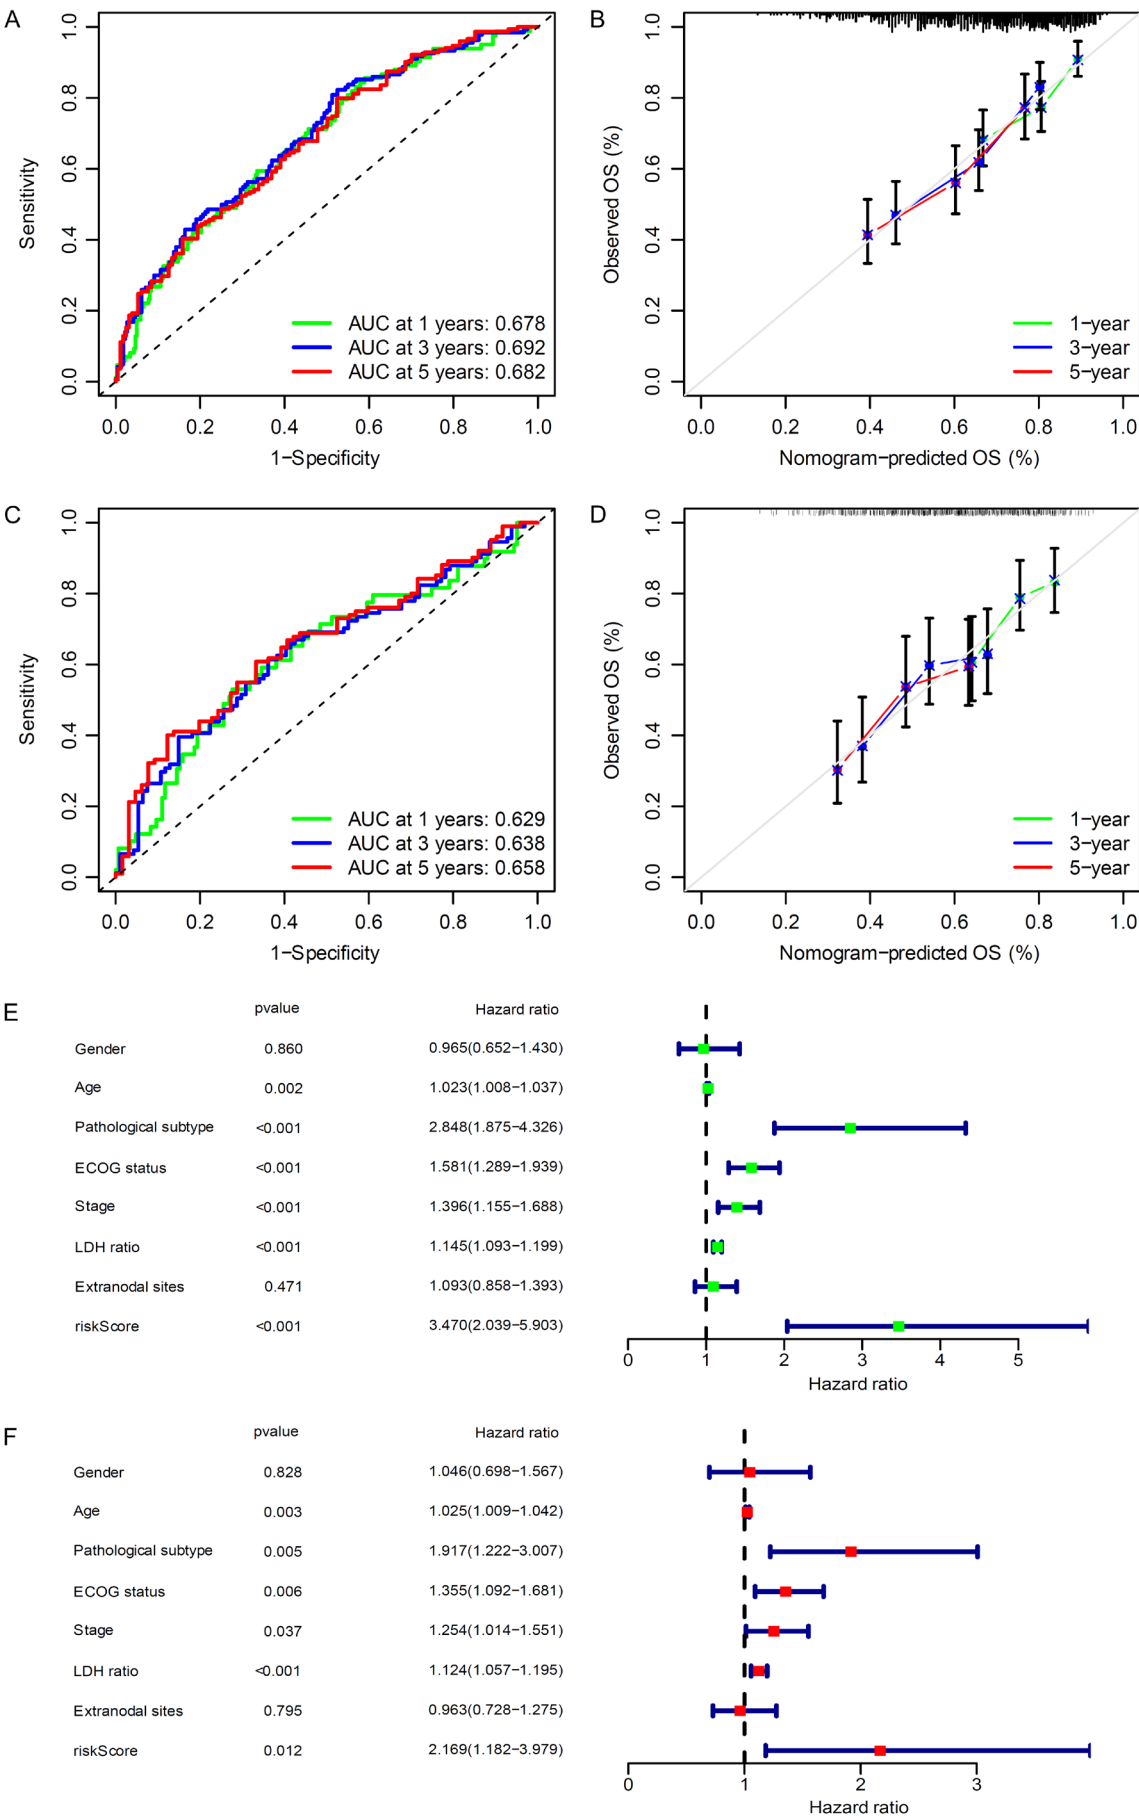 A
Sensitivity
1.0
0.8
0.6
0.4
0.2
0.0
AUC at 1 years: 0.678
AUC at 3 years: 0.692
AUC at 5 years: 0.682
0.0 0.2 0.4 0.6 0.8 1.0
1−Specificity
B
Observed OS (%)
1.0
0.8
0.6
0.4
0.2
0.0
1−year
3−year
5−year
0.0 0.2 0.4 0.6 0.8 1.0
Nomogram−predicted OS (%)
C
Sensitivity
1.0
0.8
0.6
0.4
0.2
0.0
AUC at 1 years: 0.629
AUC at 3 years: 0.638
AUC at 5 years: 0.658
0.0 0.2 0.4 0.6 0.8 1.0
1−Specificity
D
Observed OS (%)
1.0
0.8
0.6
0.4
0.2
0.0
1−year
3−year
5−year
0.0 0.2 0.4 0.6 0.8 1.0
Nomogram−predicted OS (%)
E
pvalue Hazard ratio
Gender 0.860 0.965(0.652−1.430)
Age 0.002 1.023(1.008−1.037)
Pathological subtype <0.001 2.848(1.875−4.326)
ECOG status <0.001 1.581(1.289−1.939)
Stage <0.001 1.396(1.155−1.688)
LDH ratio <0.001 1.145(1.093−1.199)
Extranodal sites 0.471 1.093(0.858−1.393)
riskScore <0.001 3.470(2.039−5.903)
0 1 2 3 4 5
Hazard ratio
F
pvalue Hazard ratio
Gender 0.828 1.046(0.698−1.567)
Age 0.003 1.025(1.009−1.042)
Pathological subtype 0.005 1.917(1.222−3.007)
ECOG status 0.006 1.355(1.092−1.681)
Stage 0.037 1.254(1.014−1.551)
LDH ratio <0.001 1.124(1.057−1.195)
Extranodal sites 0.795 0.963(0.728−1.275)
riskScore 0.012 2.169(1.182−3.979)
0 1 2 3
Hazard ratio